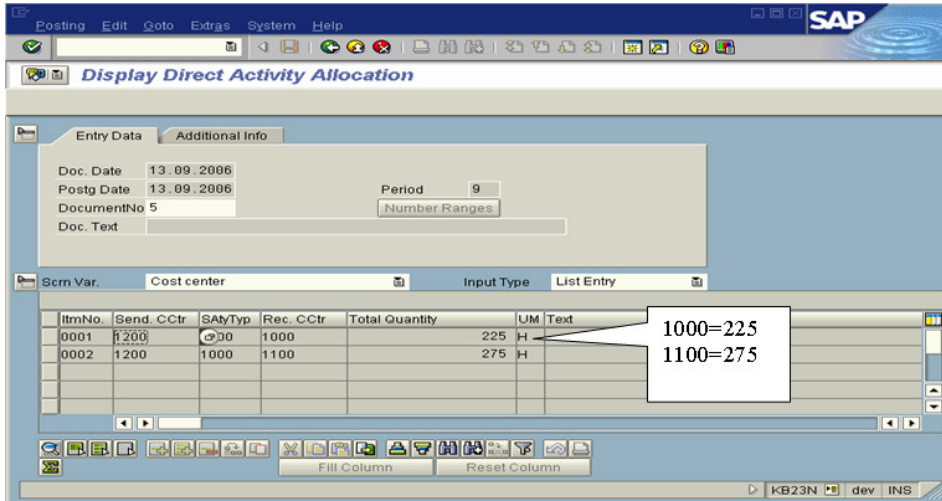 Posting Edit Goto Extras System Help
SAP
Display Direct Activity Allocation
Entry Data Additional Info
Doc. Date 13.09.2006
Postg Date 13.09.2006 Period 9
DocumentNo 5 Number Ranges
Doc. Text
Scrn Var. Cost center Input Type List Entry
ItmNo. Send. CCtr SAtyTyp Rec. CCtr Total Quantity UM Text
0001 1200 00 1000 225 H
0002 1200 1000 1100 275 H
1000=225
1100=275
Fill Column Reset Column
KB23N dev INS